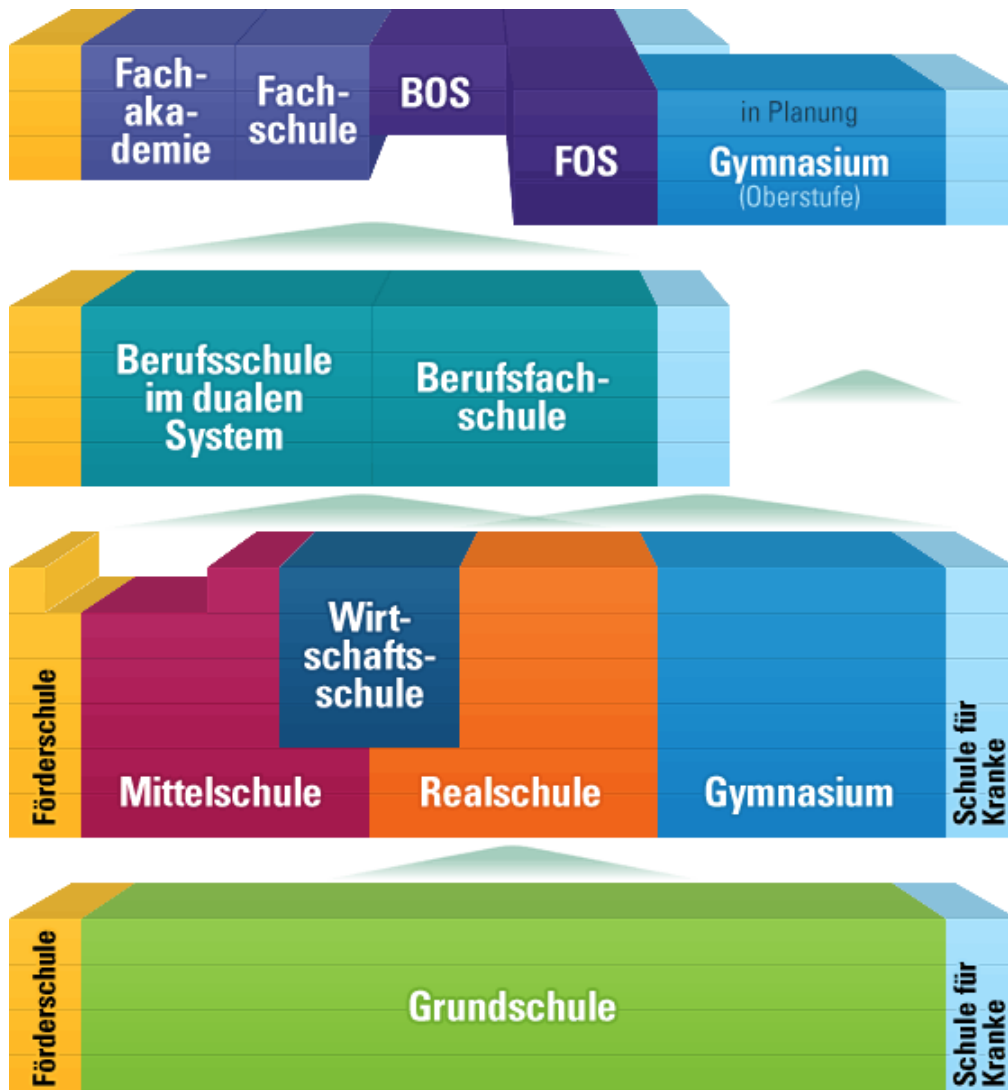 Fach-
aka-
demie
Fach-
schule
BOS
FOS
in Planung
Gymnasium
(Oberstufe)
Berufsschule
im dualen
System
Berufsfach-
schule
Förderschule
Mittelschule
Wirt-
schafts-
schule
Realschule
Gymnasium
Schule für
Kranke
Förderschule
Grundschule
Schule für
Kranke